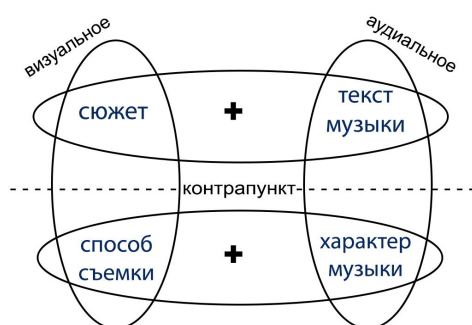 визуальное
аудиальное
сюжет
+
текст
музыки
контрапункт
способ
съемки
+
характер
музыки